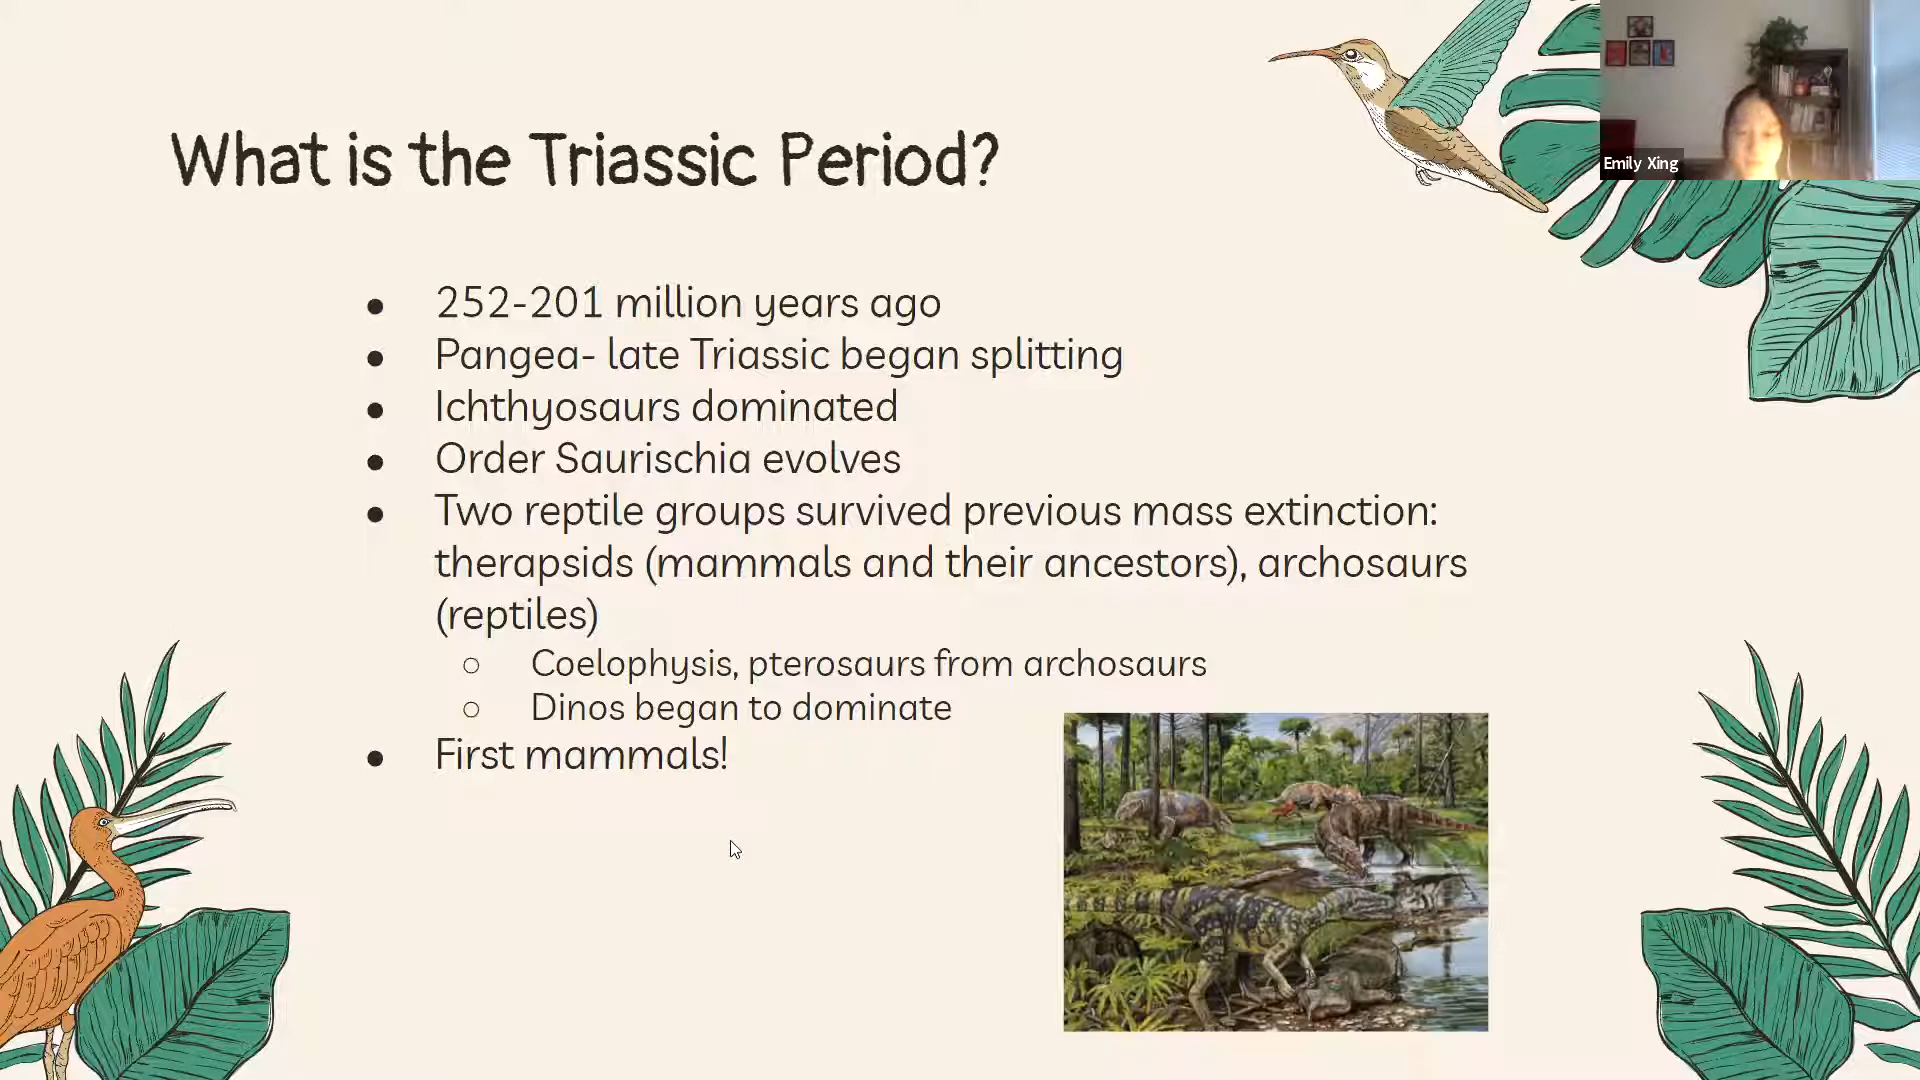 What is the Triassic Period?
Emily Xing
● 252-201 million years ago
● Pangea- late Triassic began splitting
● Ichthyosaurs dominated
● Order Saurischia evolves
● Two reptile groups survived previous mass extinction:
therapsids (mammals and their ancestors), archosaurs
(reptiles)
○ Coelophysis, pterosaurs from archosaurs
○ Dinos began to dominate
● First mammals!